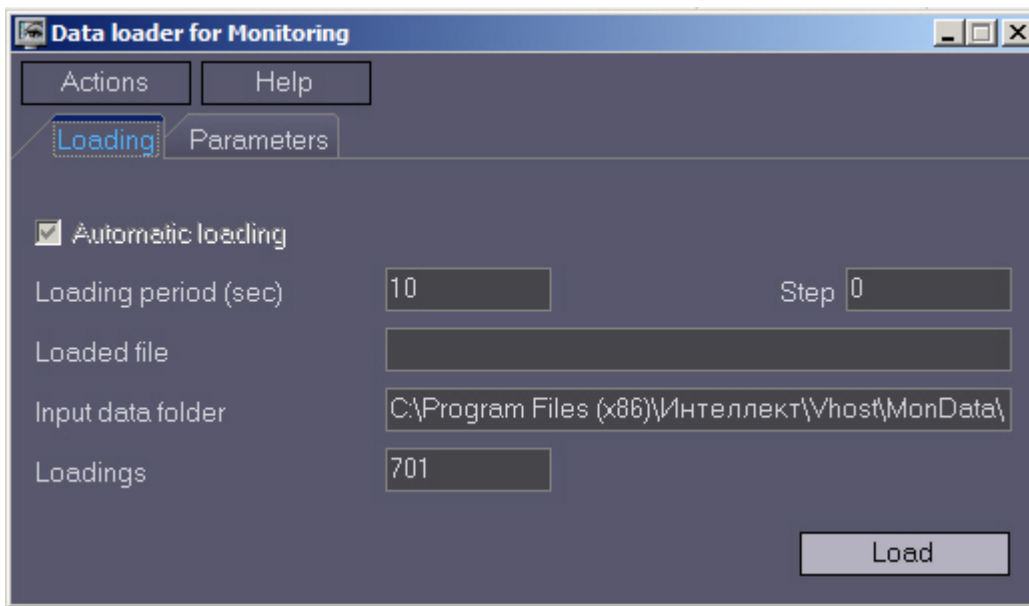 Data loader for Monitoring
Actions Help
Loading Parameters
Automatic loading
Loading period (sec) 10 Step 0
Loaded file
Input data folder C:\Program Files (x86)\Интеллект\Vhost\MonData\
Loadings 701
Load